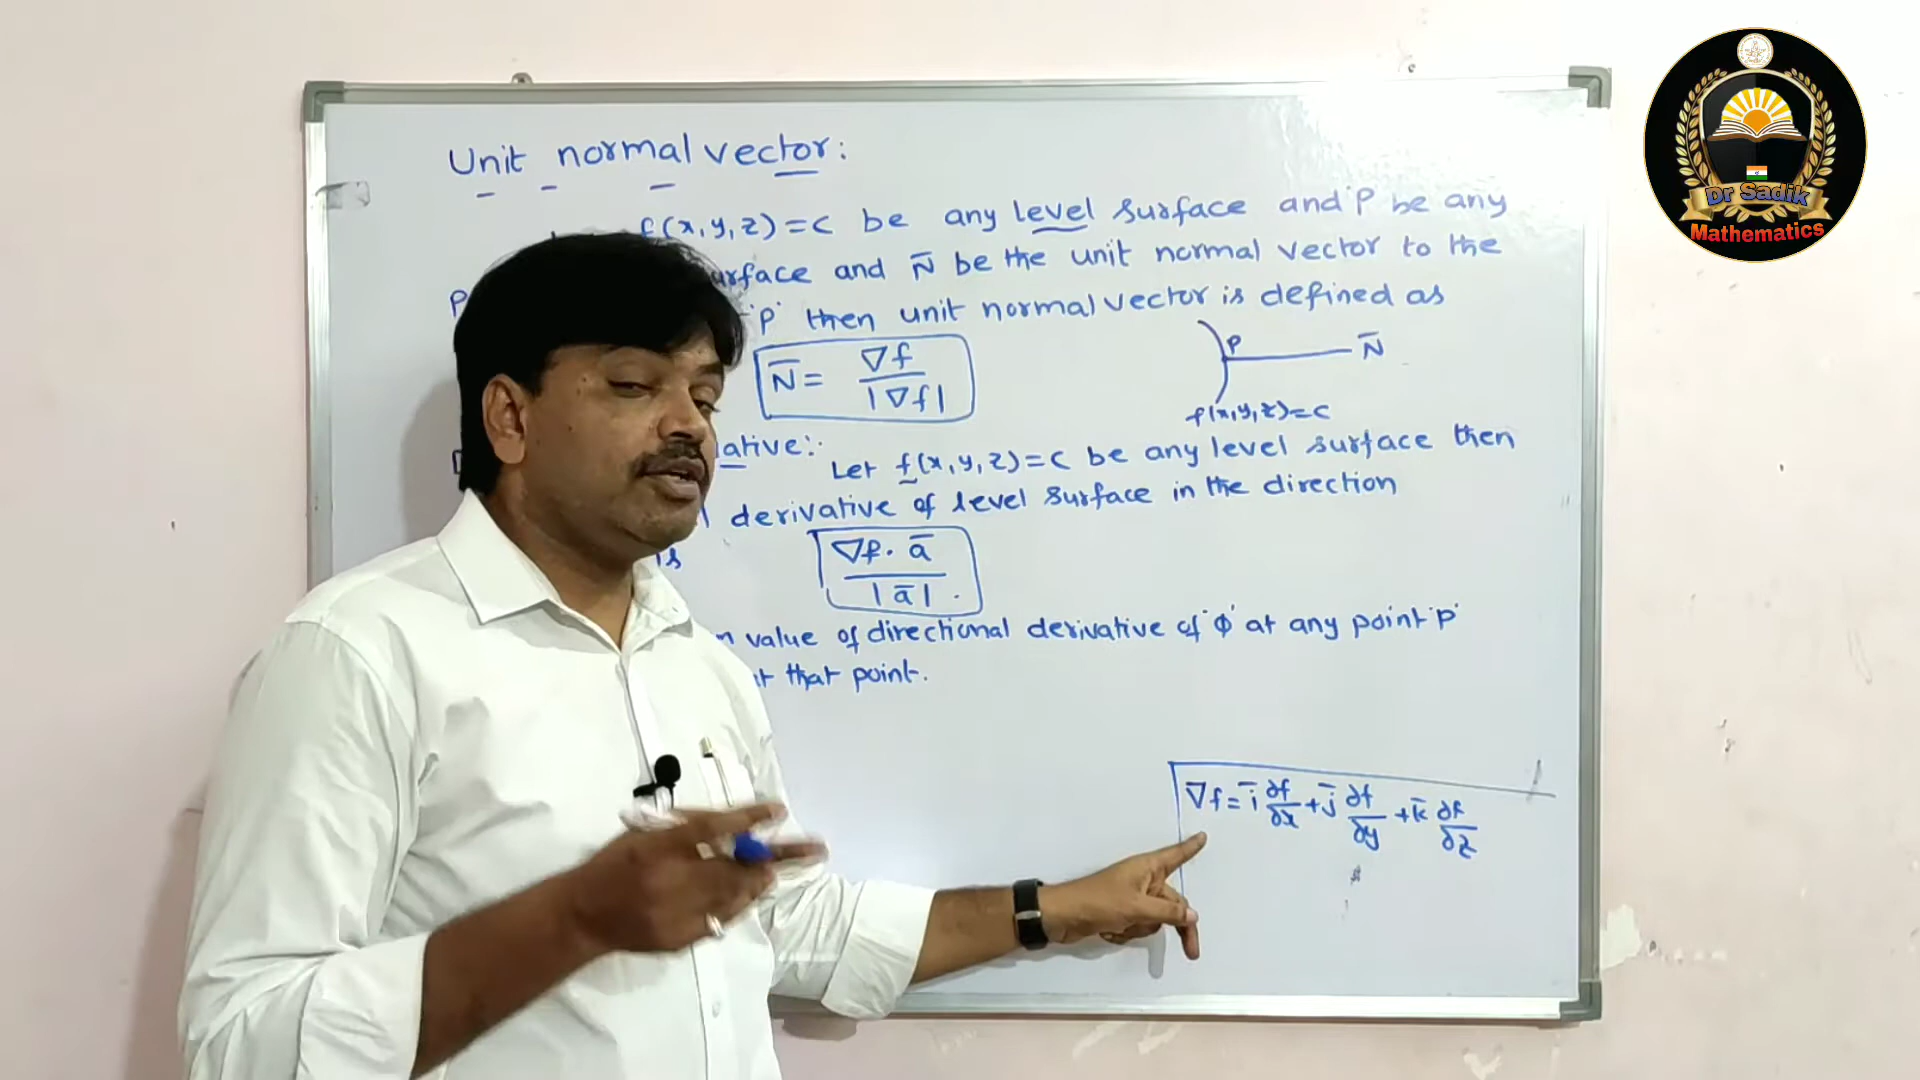 Unit normal vector:
f(x,y,z)=c be any level surface and 'P' be any
surface and N̄ be the unit normal vector to the
'P' then unit normal vector is defined as
N̄ = ∇f / |∇f|
P
N̄
f(x,y,z)=c
Let f(x,y,z)=c be any level surface then
derivative of level surface in the direction
is
∇f · ā / |ā| .
value of directional derivative of 'ϕ' at any point 'P'
that point.
∇f = ī ∂f/∂x + j̄ ∂f/∂y + k̄ ∂f/∂z
Dr Sadik
Mathematics